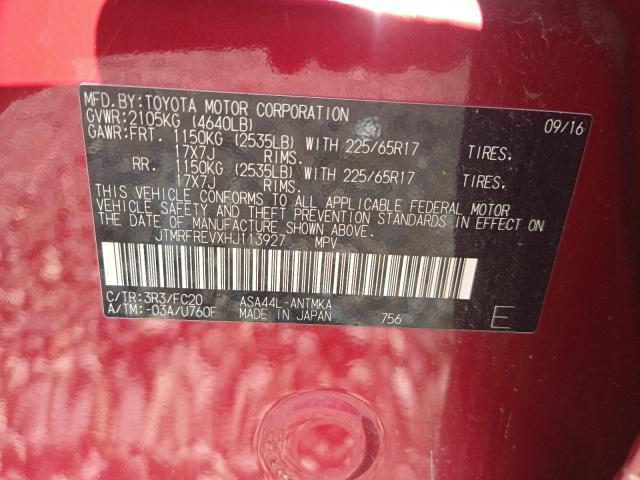 MFD.BY:TOYOTA MOTOR CORPORATION 09/16
GVWR:2105KG (4640LB)
GAWR:FRT. 1150KG (2535LB) WITH 225/65R17 TIRES,
17X7J RIMS.
RR. 1150KG (2535LB) WITH 225/65R17 TIRES,
17X7J RIMS.
THIS VEHICLE CONFORMS TO ALL APPLICABLE FEDERAL MOTOR
VEHICLE SAFETY AND THEFT PREVENTION STANDARDS IN EFFECT ON
THE DATE OF MANUFACTURE SHOWN ABOVE.
JTMRFREVXHJ113927 MPV
C/TR:3R3/FC20 ASA44L-ANTMKA
A/TM:-03A/U760F MADE IN JAPAN 756 E